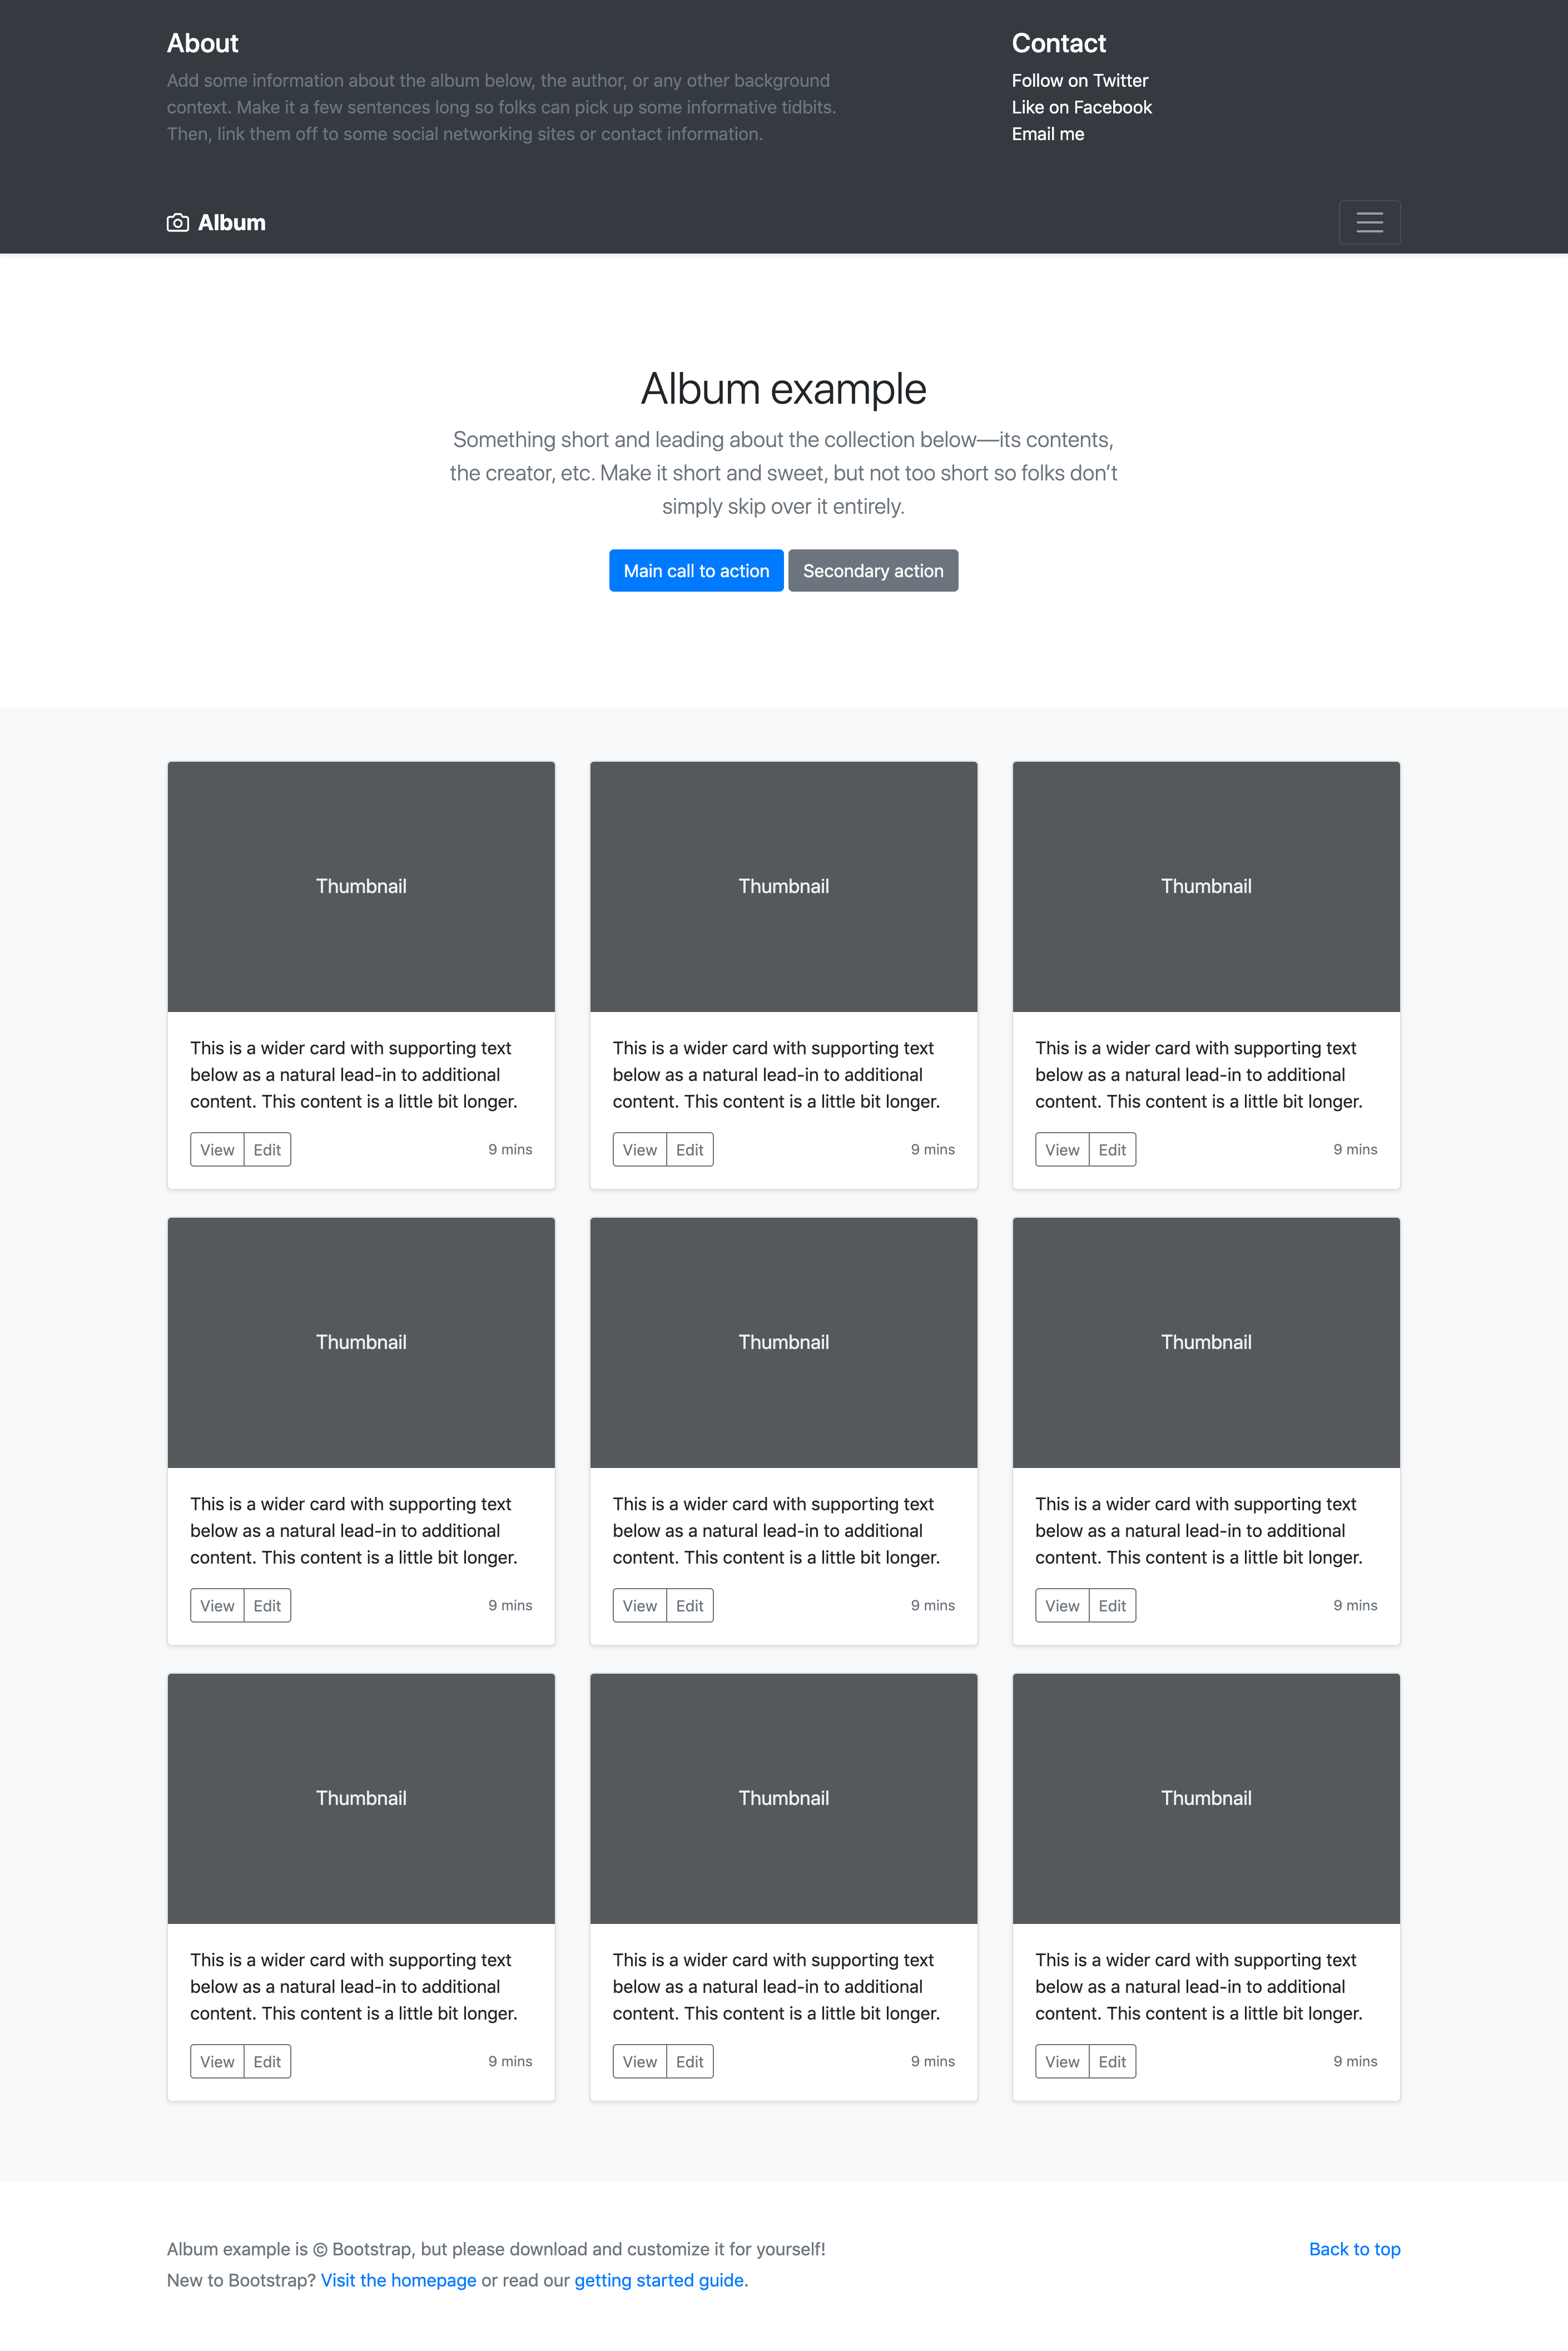 About
Add some information about the album below, the author, or any other background
context. Make it a few sentences long so folks can pick up some informative tidbits.
Then, link them off to some social networking sites or contact information.
Contact
Follow on Twitter
Like on Facebook
Email me
Album
Album example
Something short and leading about the collection below—its contents,
the creator, etc. Make it short and sweet, but not too short so folks don’t
simply skip over it entirely.
Main call to action
Secondary action
Thumbnail
This is a wider card with supporting text
below as a natural lead-in to additional
content. This content is a little bit longer.
View
Edit
9 mins
Thumbnail
This is a wider card with supporting text
below as a natural lead-in to additional
content. This content is a little bit longer.
View
Edit
9 mins
Thumbnail
This is a wider card with supporting text
below as a natural lead-in to additional
content. This content is a little bit longer.
View
Edit
9 mins
Thumbnail
This is a wider card with supporting text
below as a natural lead-in to additional
content. This content is a little bit longer.
View
Edit
9 mins
Thumbnail
This is a wider card with supporting text
below as a natural lead-in to additional
content. This content is a little bit longer.
View
Edit
9 mins
Thumbnail
This is a wider card with supporting text
below as a natural lead-in to additional
content. This content is a little bit longer.
View
Edit
9 mins
Thumbnail
This is a wider card with supporting text
below as a natural lead-in to additional
content. This content is a little bit longer.
View
Edit
9 mins
Thumbnail
This is a wider card with supporting text
below as a natural lead-in to additional
content. This content is a little bit longer.
View
Edit
9 mins
Thumbnail
This is a wider card with supporting text
below as a natural lead-in to additional
content. This content is a little bit longer.
View
Edit
9 mins
Album example is © Bootstrap, but please download and customize it for yourself!
Back to top
New to Bootstrap? Visit the homepage or read our getting started guide.